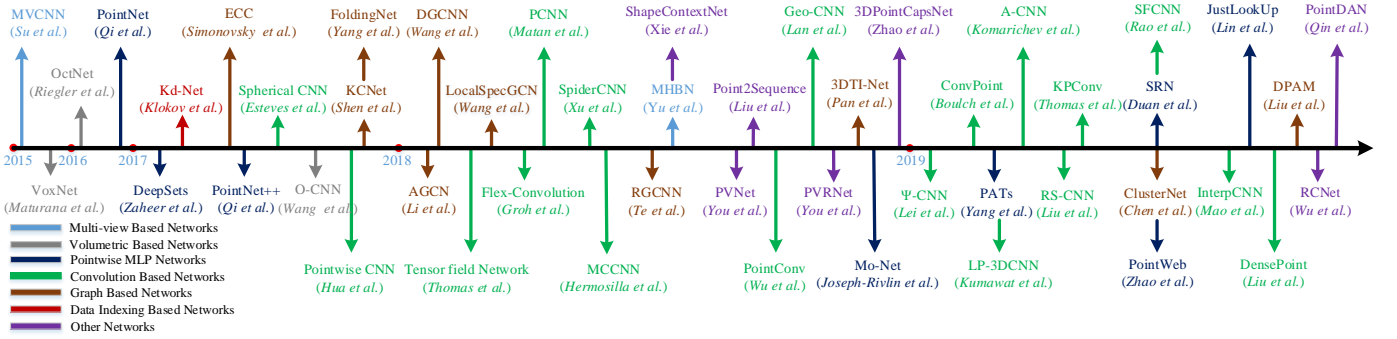 MVCNN
(Su et al.)
PointNet
(Qi et al.)
ECC
(Simonovsky et al.)
FoldingNet
(Yang et al.)
DGCNN
(Wang et al.)
PCNN
(Matan et al.)
ShapeContextNet
(Xie et al.)
Geo-CNN
(Lan et al.)
3DPointCapsNet
(Zhao et al.)
A-CNN
(Komarichev et al.)
SFCNN
(Rao et al.)
JustLookUp
(Lin et al.)
PointDAN
(Qin et al.)
OctNet
(Riegler et al.)
Kd-Net
(Klokov et al.)
Spherical CNN
(Esteves et al.)
KCNet
(Shen et al.)
LocalSpecGCN
(Wang et al.)
SpiderCNN
(Xu et al.)
MHBN
(Yu et al.)
Point2Sequence
(Liu et al.)
3DTI-Net
(Pan et al.)
ConvPoint
(Boulch et al.)
KPConv
(Thomas et al.)
SRN
(Duan et al.)
DPAM
(Liu et al.)
2015
2016
2017
2018
2019
VoxNet
(Maturana et al.)
DeepSets
(Zaheer et al.)
PointNet++
(Qi et al.)
O-CNN
(Wang et al.)
AGCN
(Li et al.)
Flex-Convolution
(Groh et al.)
RGCNN
(Te et al.)
PVNet
(You et al.)
PVRNet
(You et al.)
Ψ-CNN
(Lei et al.)
PATs
(Yang et al.)
RS-CNN
(Liu et al.)
ClusterNet
(Chen et al.)
InterpCNN
(Mao et al.)
RCNet
(Wu et al.)
Pointwise CNN
(Hua et al.)
Tensor field Network
(Thomas et al.)
MCCNN
(Hermosilla et al.)
PointConv
(Wu et al.)
Mo-Net
(Joseph-Rivlin et al.)
LP-3DCNN
(Kumawat et al.)
PointWeb
(Zhao et al.)
DensePoint
(Liu et al.)
Multi-view Based Networks
Volumetric Based Networks
Pointwise MLP Networks
Convolution Based Networks
Graph Based Networks
Data Indexing Based Networks
Other Networks